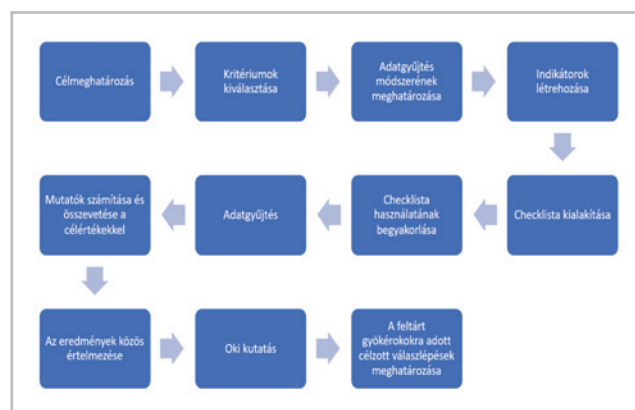 Célmeghatározás
Kritériumok
kiválasztása
Adatgyűjtés
módszerének
meghatározása
Indikátorok
létrehozása
Checklista kialakítása
Checklista
használatának
begyakorlása
Adatgyűjtés
Mutatók számítása és
összevetése a
célértékekkel
Az eredmények közös
értelmezése
Oki kutatás
A feltárt
gyökérokokra adott
célzott válaszlépések
meghatározása